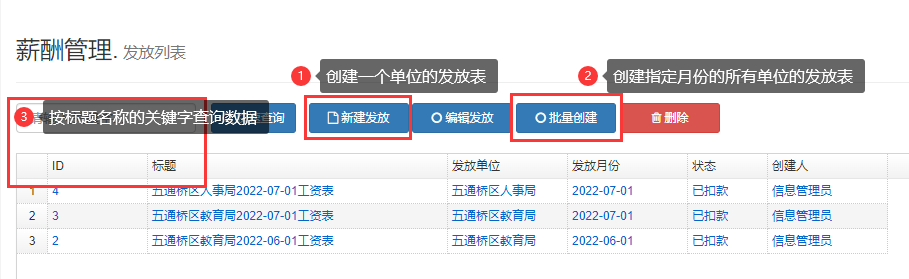 薪酬管理. 发放列表
1 创建一个单位的发放表
2 创建指定月份的所有单位的发放表
3 按标题名称的关键字查询数据
查询 新建发放 编辑发放 批量创建 删除
ID 标题 发放单位 发放月份 状态 创建人
1 4 五通桥区人事局2022-07-01工资表 五通桥区人事局 2022-07-01 已扣款 信息管理员
2 3 五通桥区教育局2022-07-01工资表 五通桥区教育局 2022-07-01 已扣款 信息管理员
3 2 五通桥区教育局2022-06-01工资表 五通桥区教育局 2022-06-01 已扣款 信息管理员